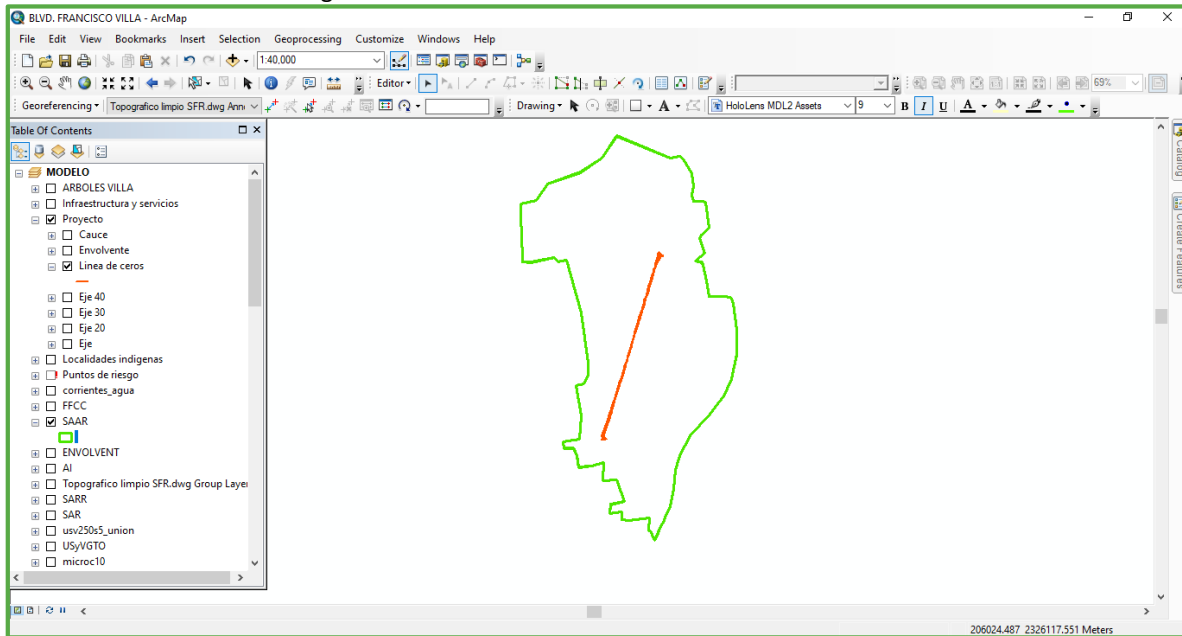 BLVD. FRANCISCO VILLA - ArcMap
File Edit View Bookmarks Insert Selection Geoprocessing Customize Windows Help
1:40,000
Editor
69%
Georeferencing Topografico limpio SFR.dwg Ann
Drawing A HoloLens MDL2 Assets 9 B I U A
Table Of Contents
MODELO
ARBOLES VILLA
Infraestructura y servicios
Proyecto
Cauce
Envolvente
Linea de ceros
Eje 40
Eje 30
Eje 20
Eje
Localidades indigenas
Puntos de riesgo
corrientes_agua
FFCC
SAAR
ENVOLVENT
AI
Topografico limpio SFR.dwg Group Laye
SARR
SAR
usv250s5_union
USyVGTO
microc10
Catalog
Create Features
206024.487 2326117.551 Meters